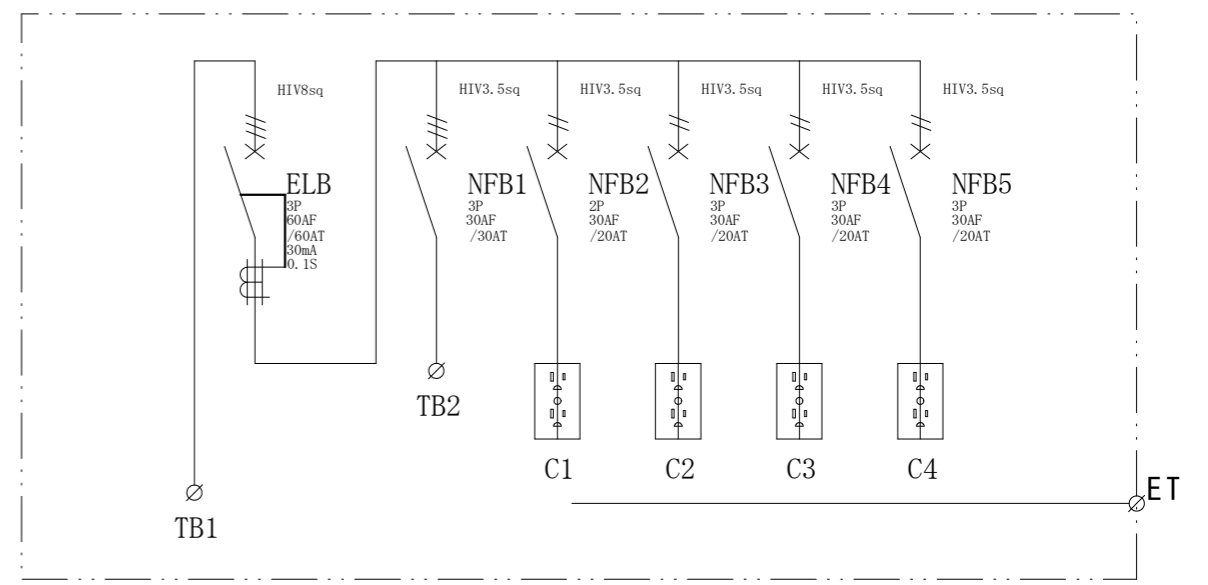 HIV8sq
HIV3.5sq
HIV3.5sq
HIV3.5sq
HIV3.5sq
HIV3.5sq
ELB
3P
60AF
/60AT
30mA
0.1S
NFB1
3P
30AF
/30AT
NFB2
2P
30AF
/20AT
NFB3
3P
30AF
/20AT
NFB4
3P
30AF
/20AT
NFB5
3P
30AF
/20AT
TB2
C1
C2
C3
C4
ET
TB1